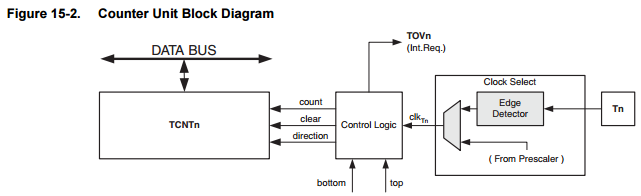 Figure 15-2. Counter Unit Block Diagram
DATA BUS
TOVn
(Int.Req.)
Clock Select
TCNTn
count
clear
direction
Control Logic
clkTn
Edge
Detector
Tn
( From Prescaler )
bottom
top